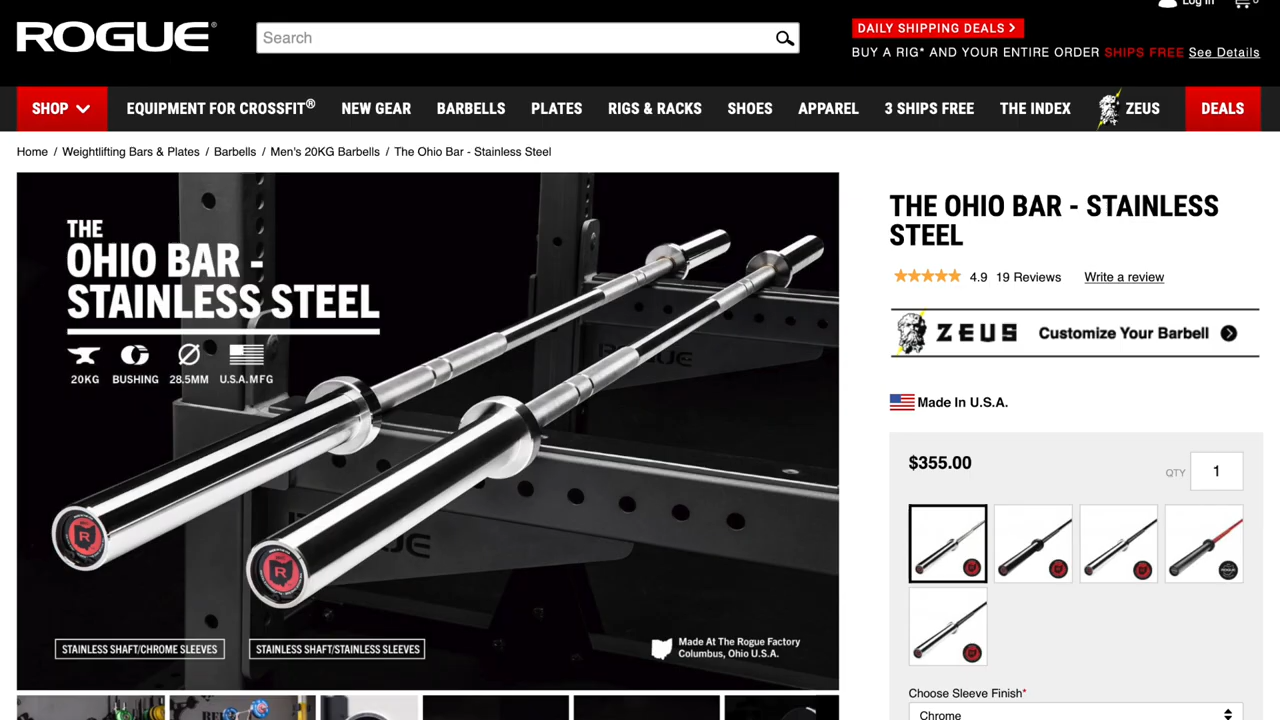 Log In
0
ROGUE®
Search
DAILY SHIPPING DEALS >
BUY A RIG* AND YOUR ENTIRE ORDER SHIPS FREE See Details
SHOP
EQUIPMENT FOR CROSSFIT®
NEW GEAR
BARBELLS
PLATES
RIGS & RACKS
SHOES
APPAREL
3 SHIPS FREE
THE INDEX
ZEUS
DEALS
Home / Weightlifting Bars & Plates / Barbells / Men's 20KG Barbells / The Ohio Bar - Stainless Steel
THE
OHIO BAR -
STAINLESS STEEL
20KG BUSHING 28.5MM U.S.A.MFG
ROGUE
R
R
STAINLESS SHAFT/CHROME SLEEVES
STAINLESS SHAFT/STAINLESS SLEEVES
Made At The Rogue Factory
Columbus, Ohio U.S.A.
THE OHIO BAR - STAINLESS
STEEL
4.9 19 Reviews Write a review
ZEUS Customize Your Barbell
Made In U.S.A.
$355.00
QTY 1
Choose Sleeve Finish*
Chrome